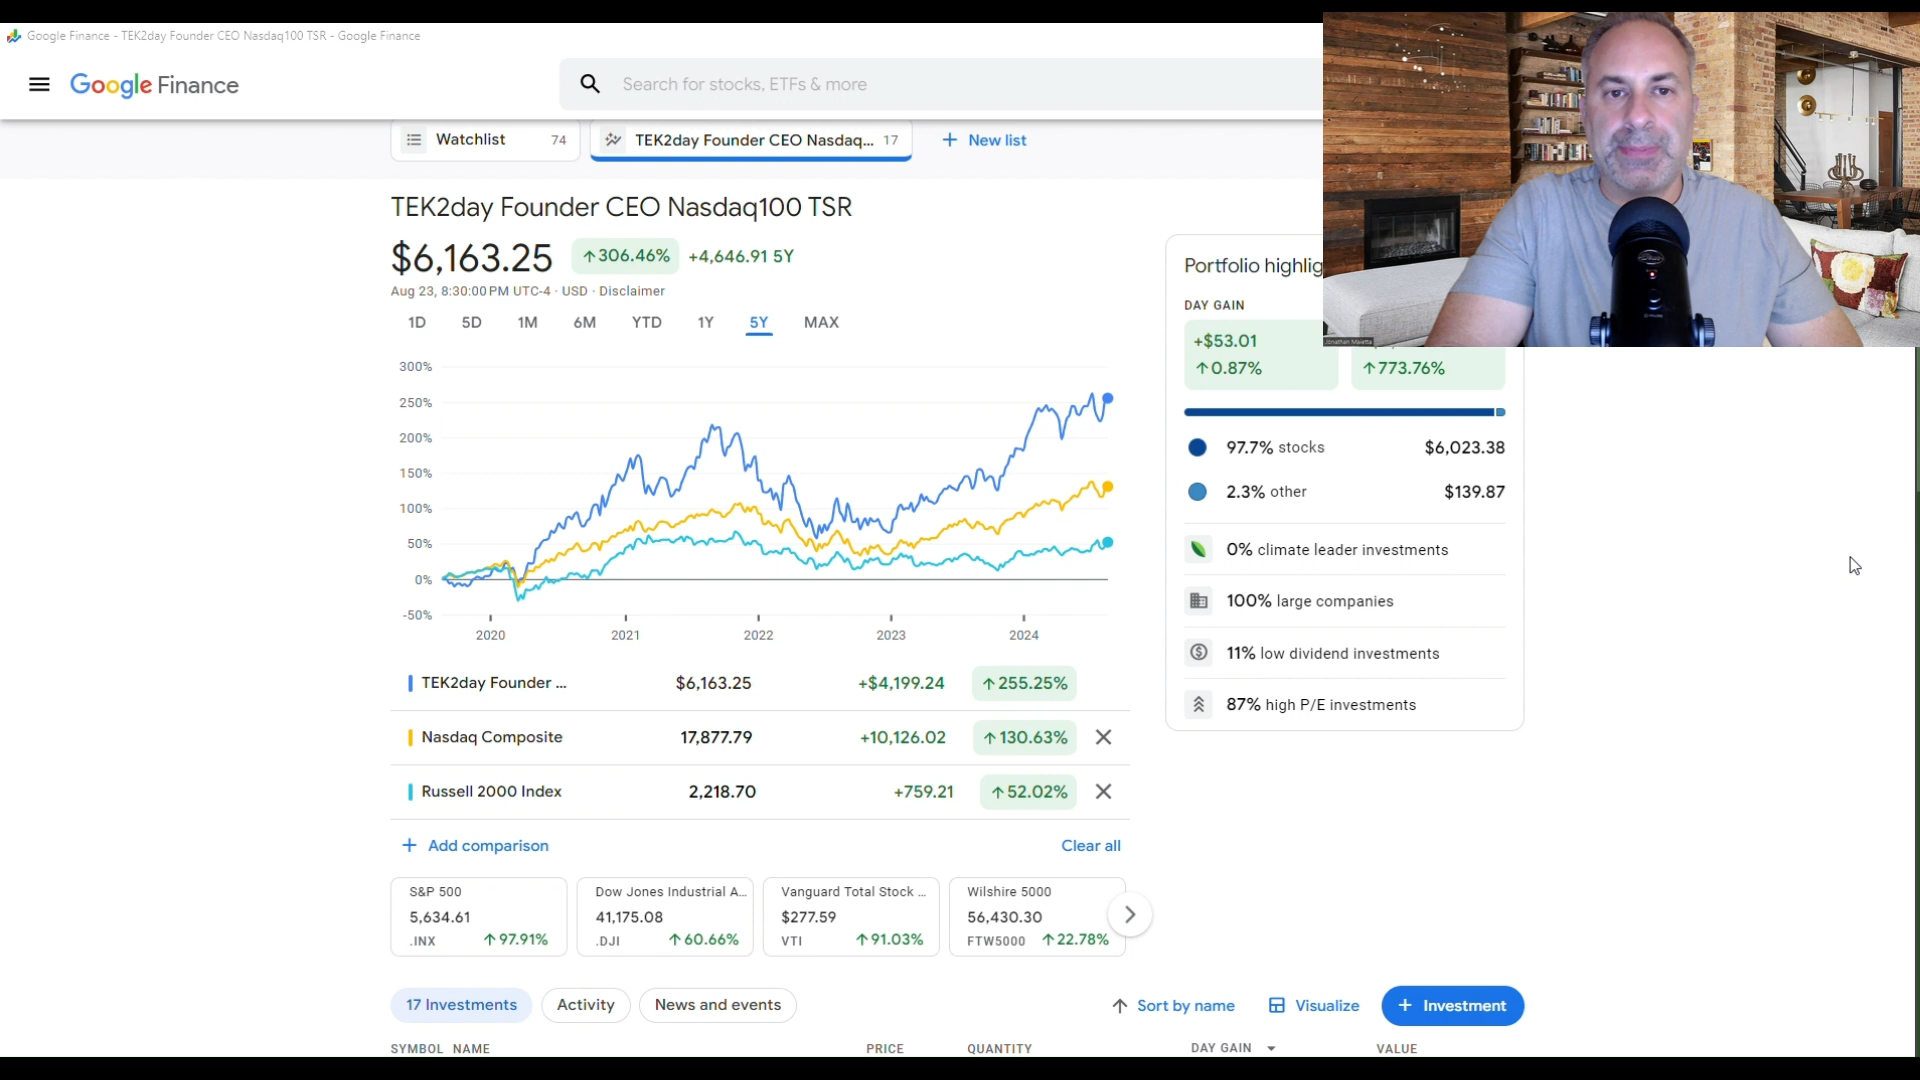 Google Finance - TEK2day Founder CEO Nasdaq100 TSR - Google Finance
Google Finance
Search for stocks, ETFs & more
Watchlist 74
TEK2day Founder CEO Nasdaq... 17
New list
TEK2day Founder CEO Nasdaq100 TSR
$6,163.25 306.46% +4,646.91 5Y
Aug 23, 8:30:00 PM UTC-4 · USD · Disclaimer
1D 5D 1M 6M YTD 1Y 5Y MAX
300%
250%
200%
150%
100%
50%
0%
-50%
2020 2021 2022 2023 2024
TEK2day Founder ... $6,163.25 +$4,199.24 255.25%
Nasdaq Composite 17,877.79 +10,126.02 130.63%
Russell 2000 Index 2,218.70 +759.21 52.02%
Add comparison
Clear all
S&P 500
5,634.61
.INX 97.91%
Dow Jones Industrial A...
41,175.08
.DJI 60.66%
Vanguard Total Stock ...
$277.59
VTI 91.03%
Wilshire 5000
56,430.30
FTW5000 22.78%
17 Investments
Activity
News and events
Sort by name
Visualize
Investment
SYMBOL NAME PRICE QUANTITY DAY GAIN VALUE
Portfolio highlig
DAY GAIN
+$53.01
0.87%
773.76%
97.7% stocks $6,023.38
2.3% other $139.87
0% climate leader investments
100% large companies
11% low dividend investments
87% high P/E investments
Jonathan Maietta